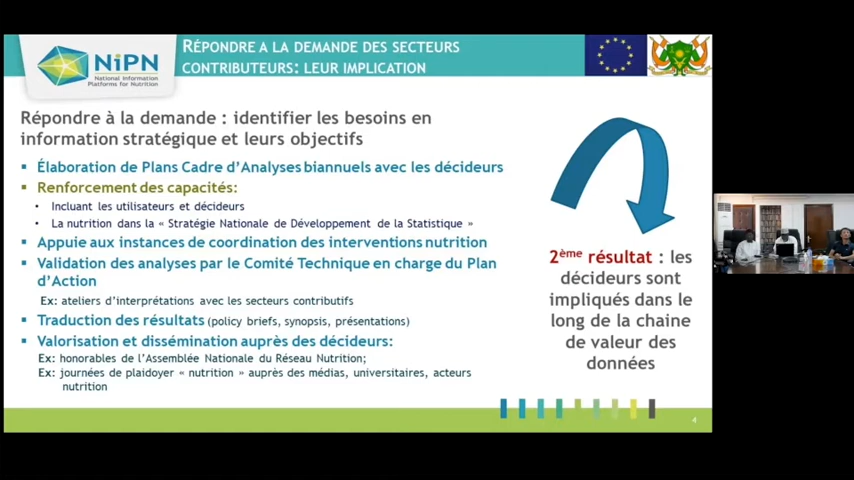 NiPN
National Information
Platforms for Nutrition
RÉPONDRE A LA DEMANDE DES SECTEURS
CONTRIBUTEURS: LEUR IMPLICATION
Répondre à la demande : identifier les besoins en
information stratégique et leurs objectifs
▪ Élaboration de Plans Cadre d'Analyses biannuels avec les décideurs
▪ Renforcement des capacités:
• Incluant les utilisateurs et décideurs
• La nutrition dans la « Stratégie Nationale de Développement de la Statistique »
▪ Appuie aux instances de coordination des interventions nutrition
▪ Validation des analyses par le Comité Technique en charge du Plan
d'Action
Ex: ateliers d'interprétations avec les secteurs contributifs
▪ Traduction des résultats (policy briefs, synopsis, présentations)
▪ Valorisation et dissémination auprès des décideurs:
Ex: honorables de l'Assemblée Nationale du Réseau Nutrition;
Ex: journées de plaidoyer « nutrition » auprès des médias, universitaires, acteurs
nutrition
2ème résultat : les
décideurs sont
impliqués dans le
long de la chaine
de valeur des
données
4